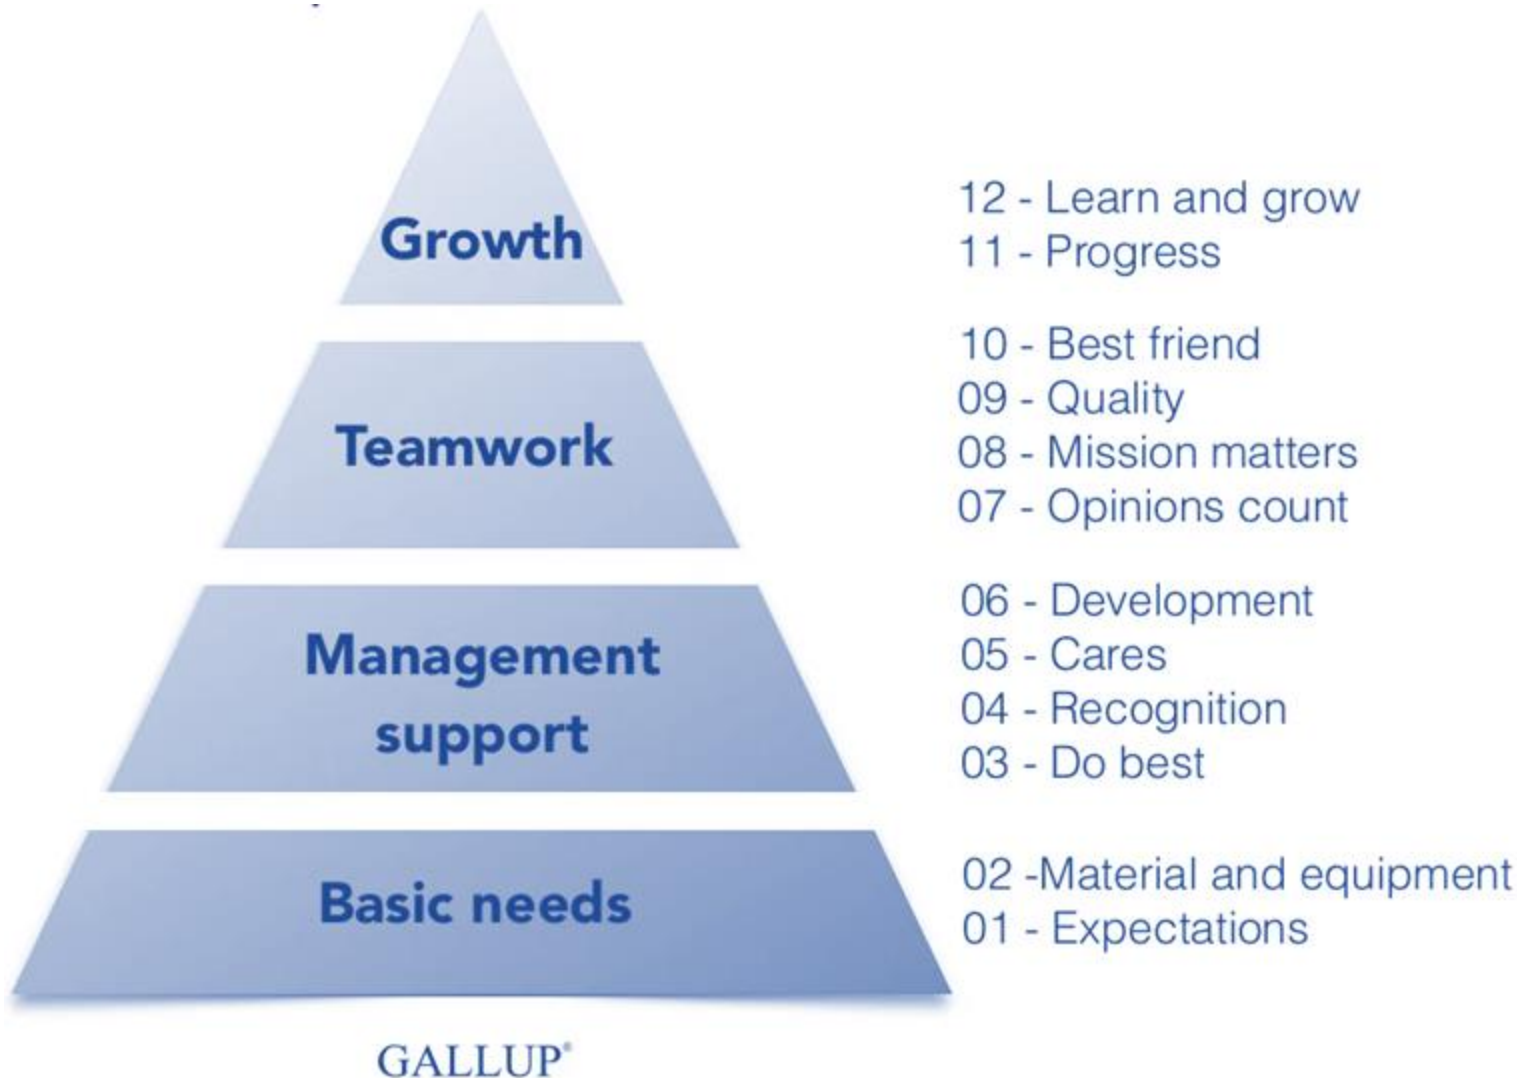 Growth
12 - Learn and grow
11 - Progress
Teamwork
10 - Best friend
09 - Quality
08 - Mission matters
07 - Opinions count
Management
support
06 - Development
05 - Cares
04 - Recognition
03 - Do best
Basic needs
02 -Material and equipment
01 - Expectations
GALLUP®